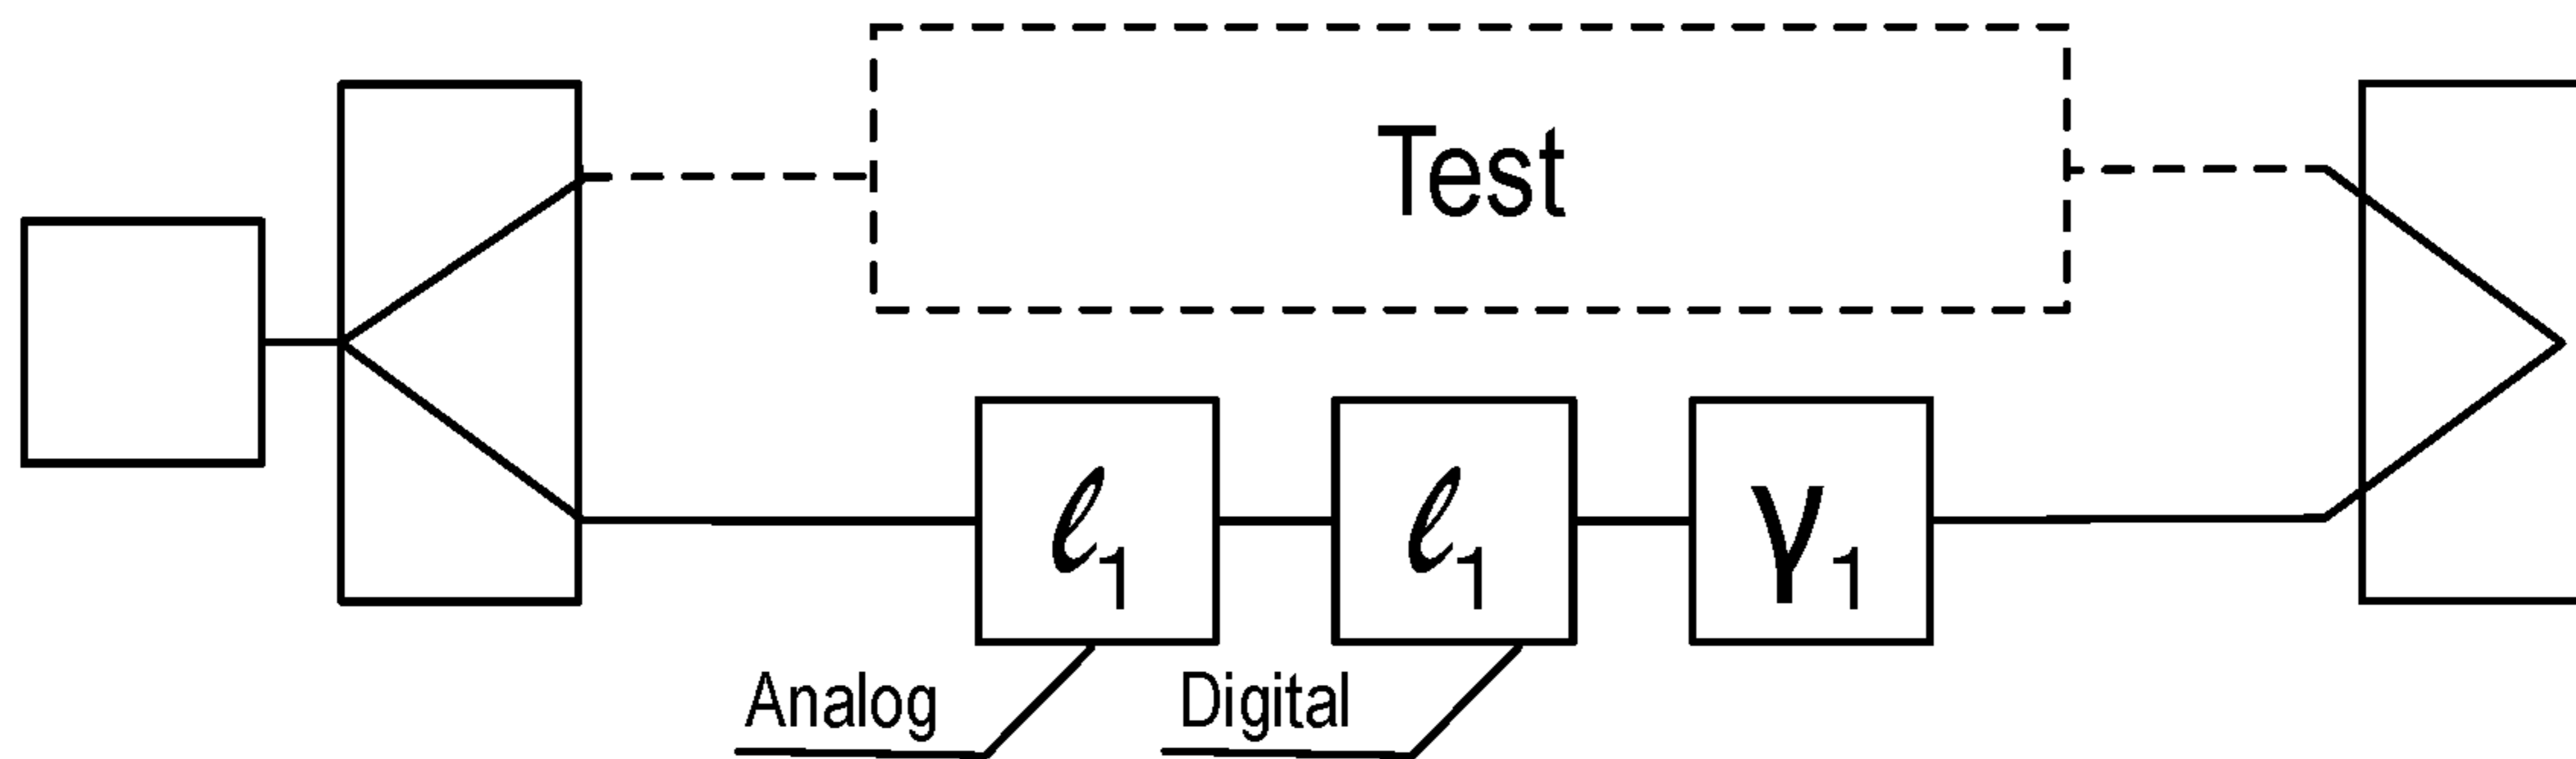 Test
ℓ₁
ℓ₁
γ₁
Analog
Digital